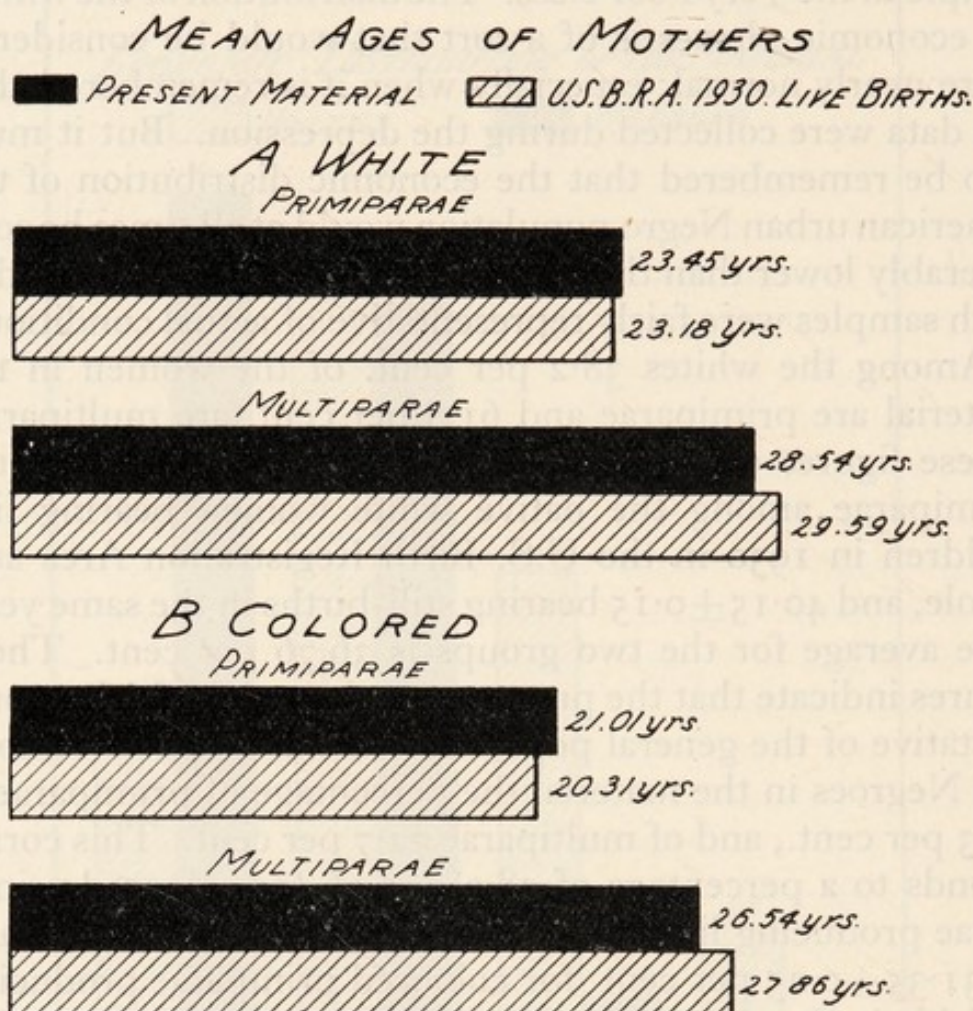 MEAN AGES OF MOTHERS
PRESENT MATERIAL U.S.B.R.A. 1930. LIVE BIRTHS.
A WHITE
PRIMIPARAE
23.45 yrs.
23.18 yrs.
MULTIPARAE
28.54 yrs.
29.59 yrs.
B COLORED
PRIMIPARAE
21.01 yrs
20.31 yrs.
MULTIPARAE
26.54 yrs.
27.86 yrs.